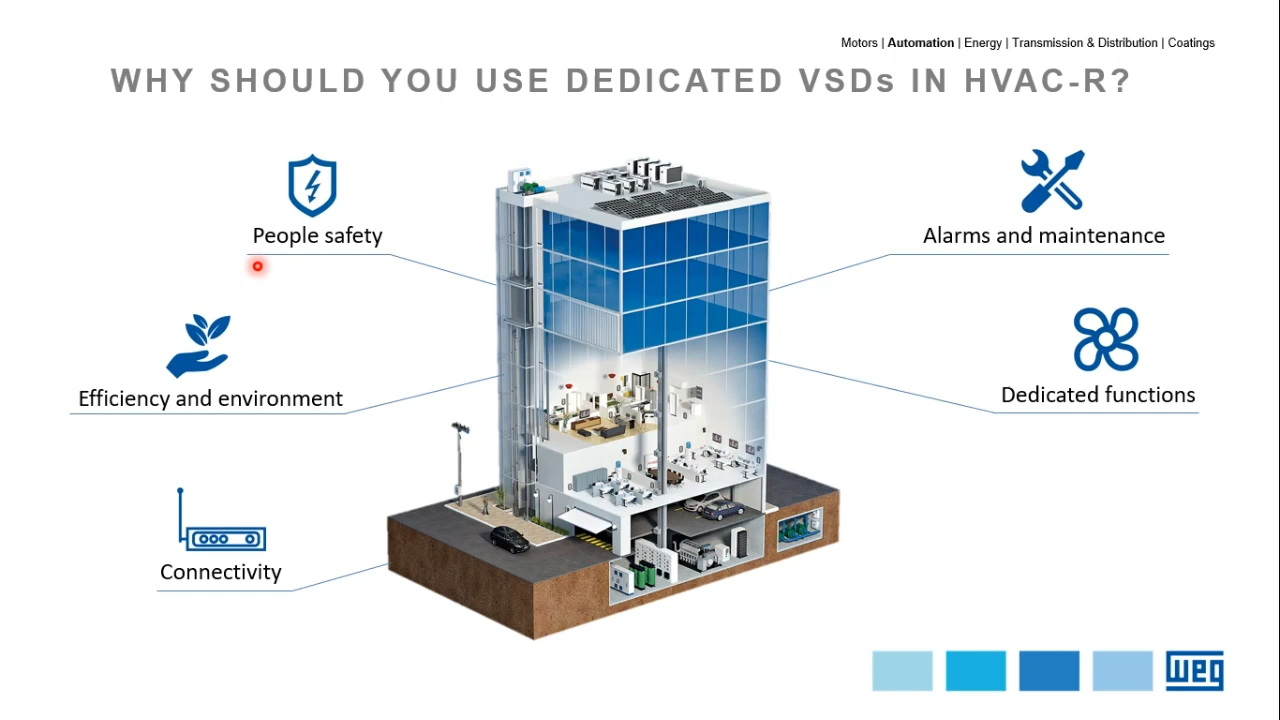 Motors | Automation | Energy | Transmission & Distribution | Coatings
WHY SHOULD YOU USE DEDICATED VSDs IN HVAC-R?
People safety
Alarms and maintenance
Efficiency and environment
Dedicated functions
Connectivity
weg